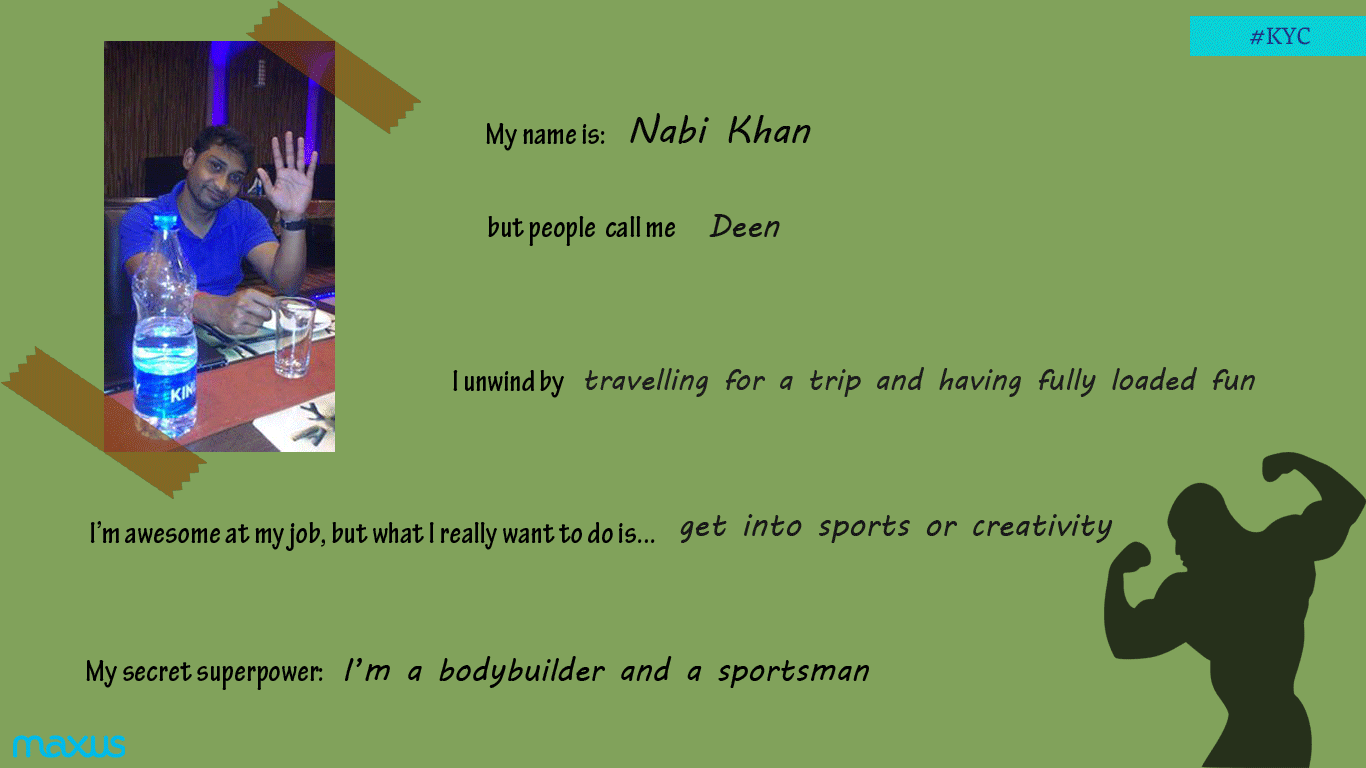 #KYC
My name is: Nabi Khan
but people call me Deen
I unwind by travelling for a trip and having fully loaded fun
I'm awesome at my job, but what I really want to do is... get into sports or creativity
My secret superpower: I'm a bodybuilder and a sportsman
maxus